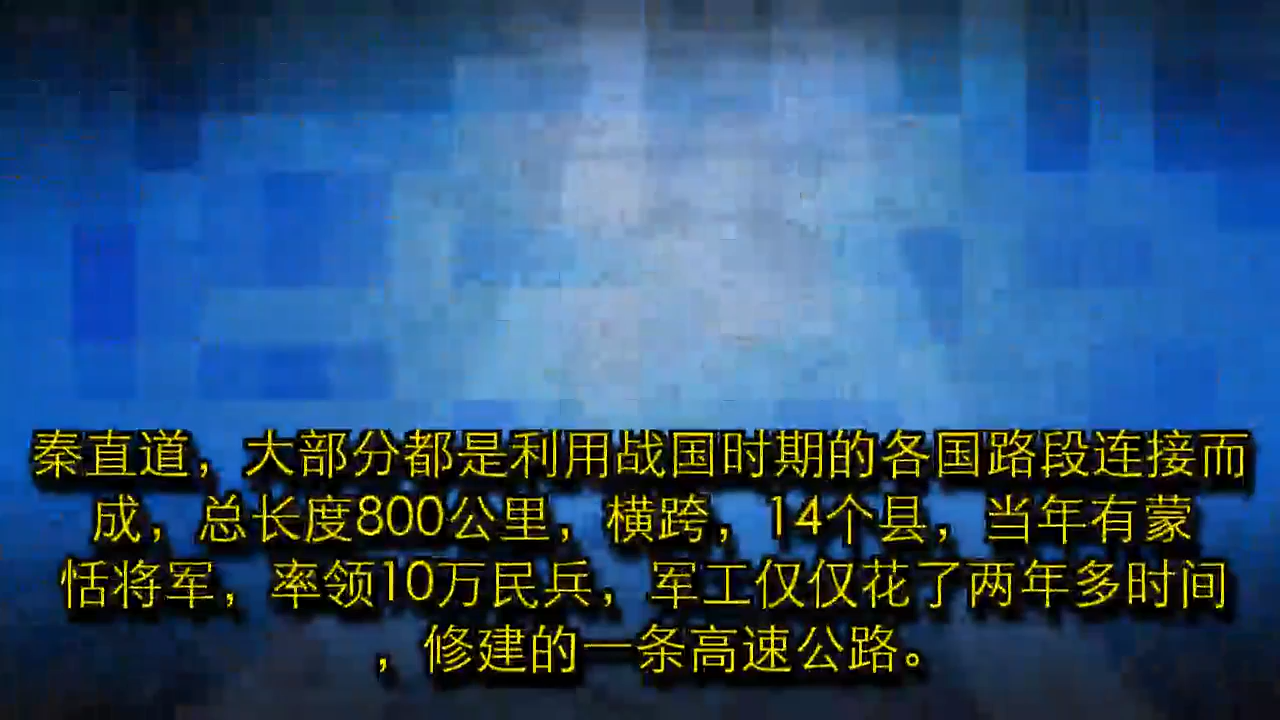 秦直道，大部分都是利用战国时期的各国路段连接而
成，总长度800公里，横跨，14个县，当年有蒙
恬将军，率领10万民兵，军工仅仅花了两年多时间
，修建的一条高速公路。